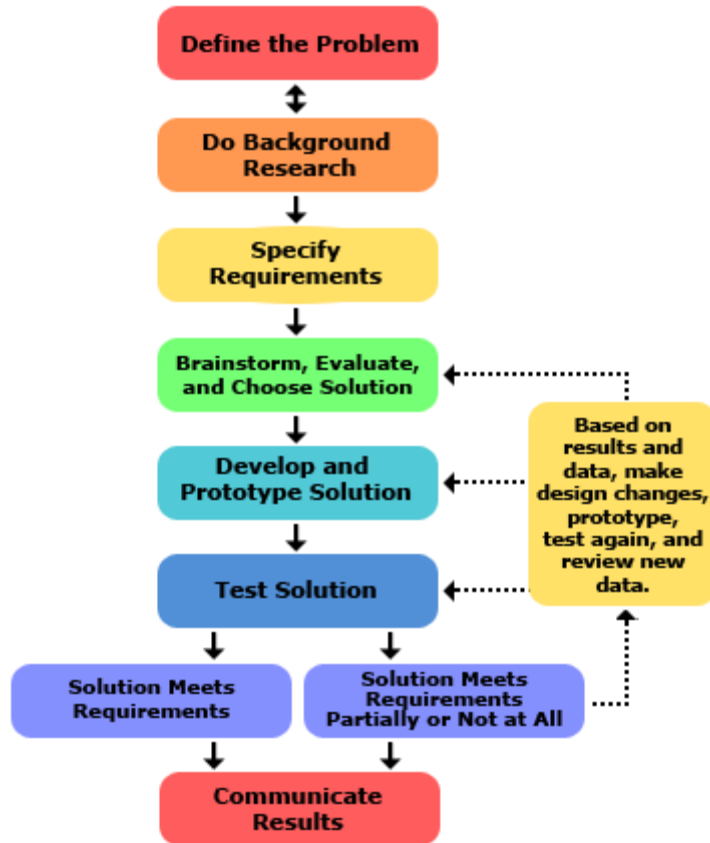 Define the Problem
Do Background
Research
Specify
Requirements
Brainstorm, Evaluate,
and Choose Solution
Develop and
Prototype Solution
Based on
results and
data, make
design changes,
prototype,
test again, and
review new
data.
Test Solution
Solution Meets
Requirements
Solution Meets
Requirements
Partially or Not at All
Communicate
Results